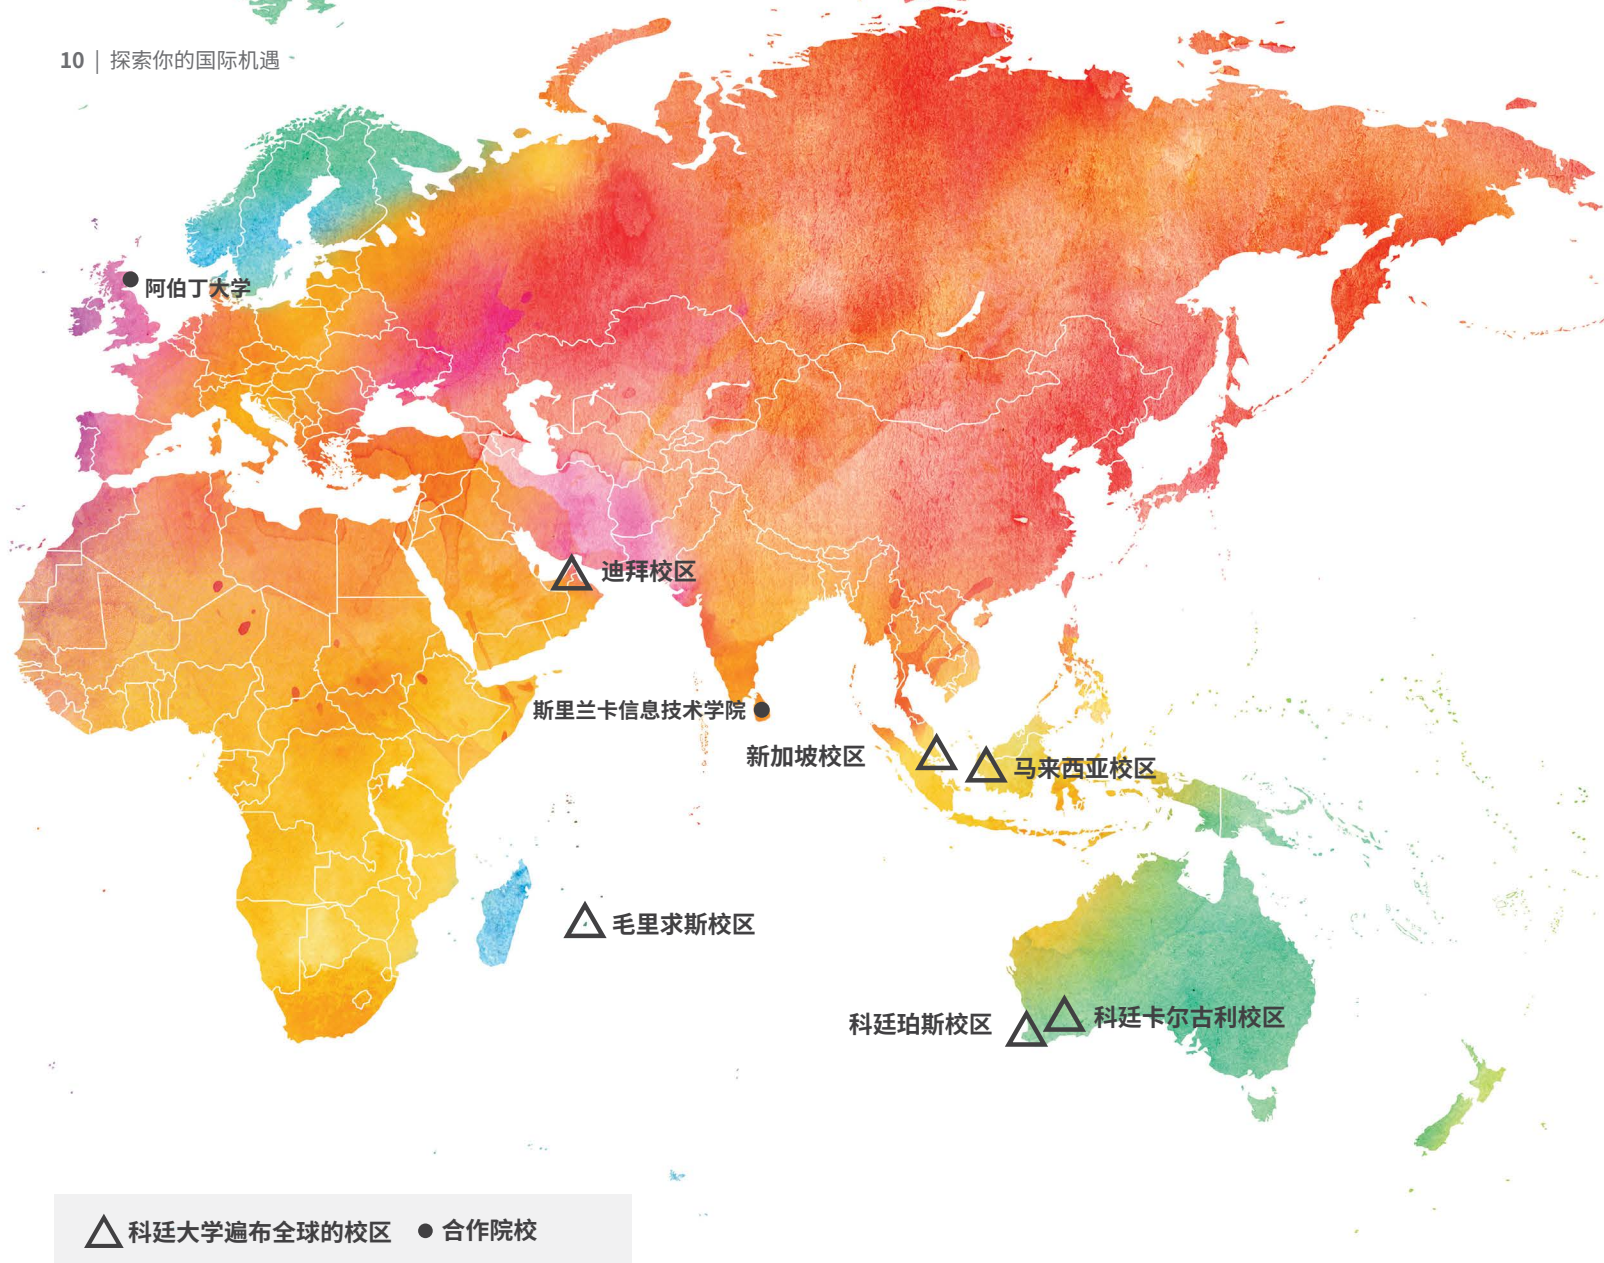 10 | 探索你的国际机遇
阿伯丁大学
迪拜校区
斯里兰卡信息技术学院
新加坡校区
马来西亚校区
毛里求斯校区
科廷珀斯校区
科廷卡尔古利校区
科廷大学遍布全球的校区
合作院校